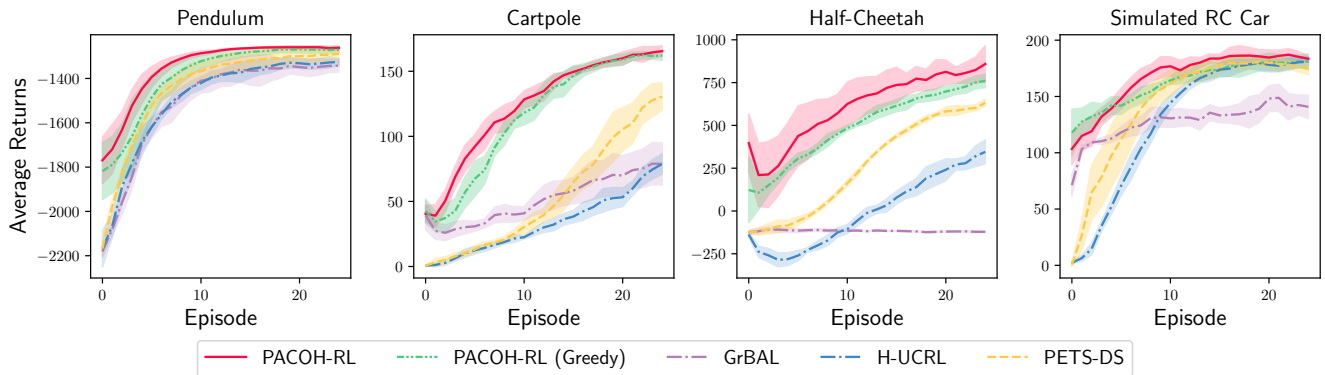 Pendulum
Cartpole
Half-Cheetah
Simulated RC Car
Average Returns
−1400
−1600
−1800
−2000
−2200
0
10
20
Episode
150
100
50
0
0
10
20
Episode
1000
750
500
250
0
−250
0
10
20
Episode
200
150
100
50
0
0
10
20
Episode
PACOH-RL
PACOH-RL (Greedy)
GrBAL
H-UCRL
PETS-DS